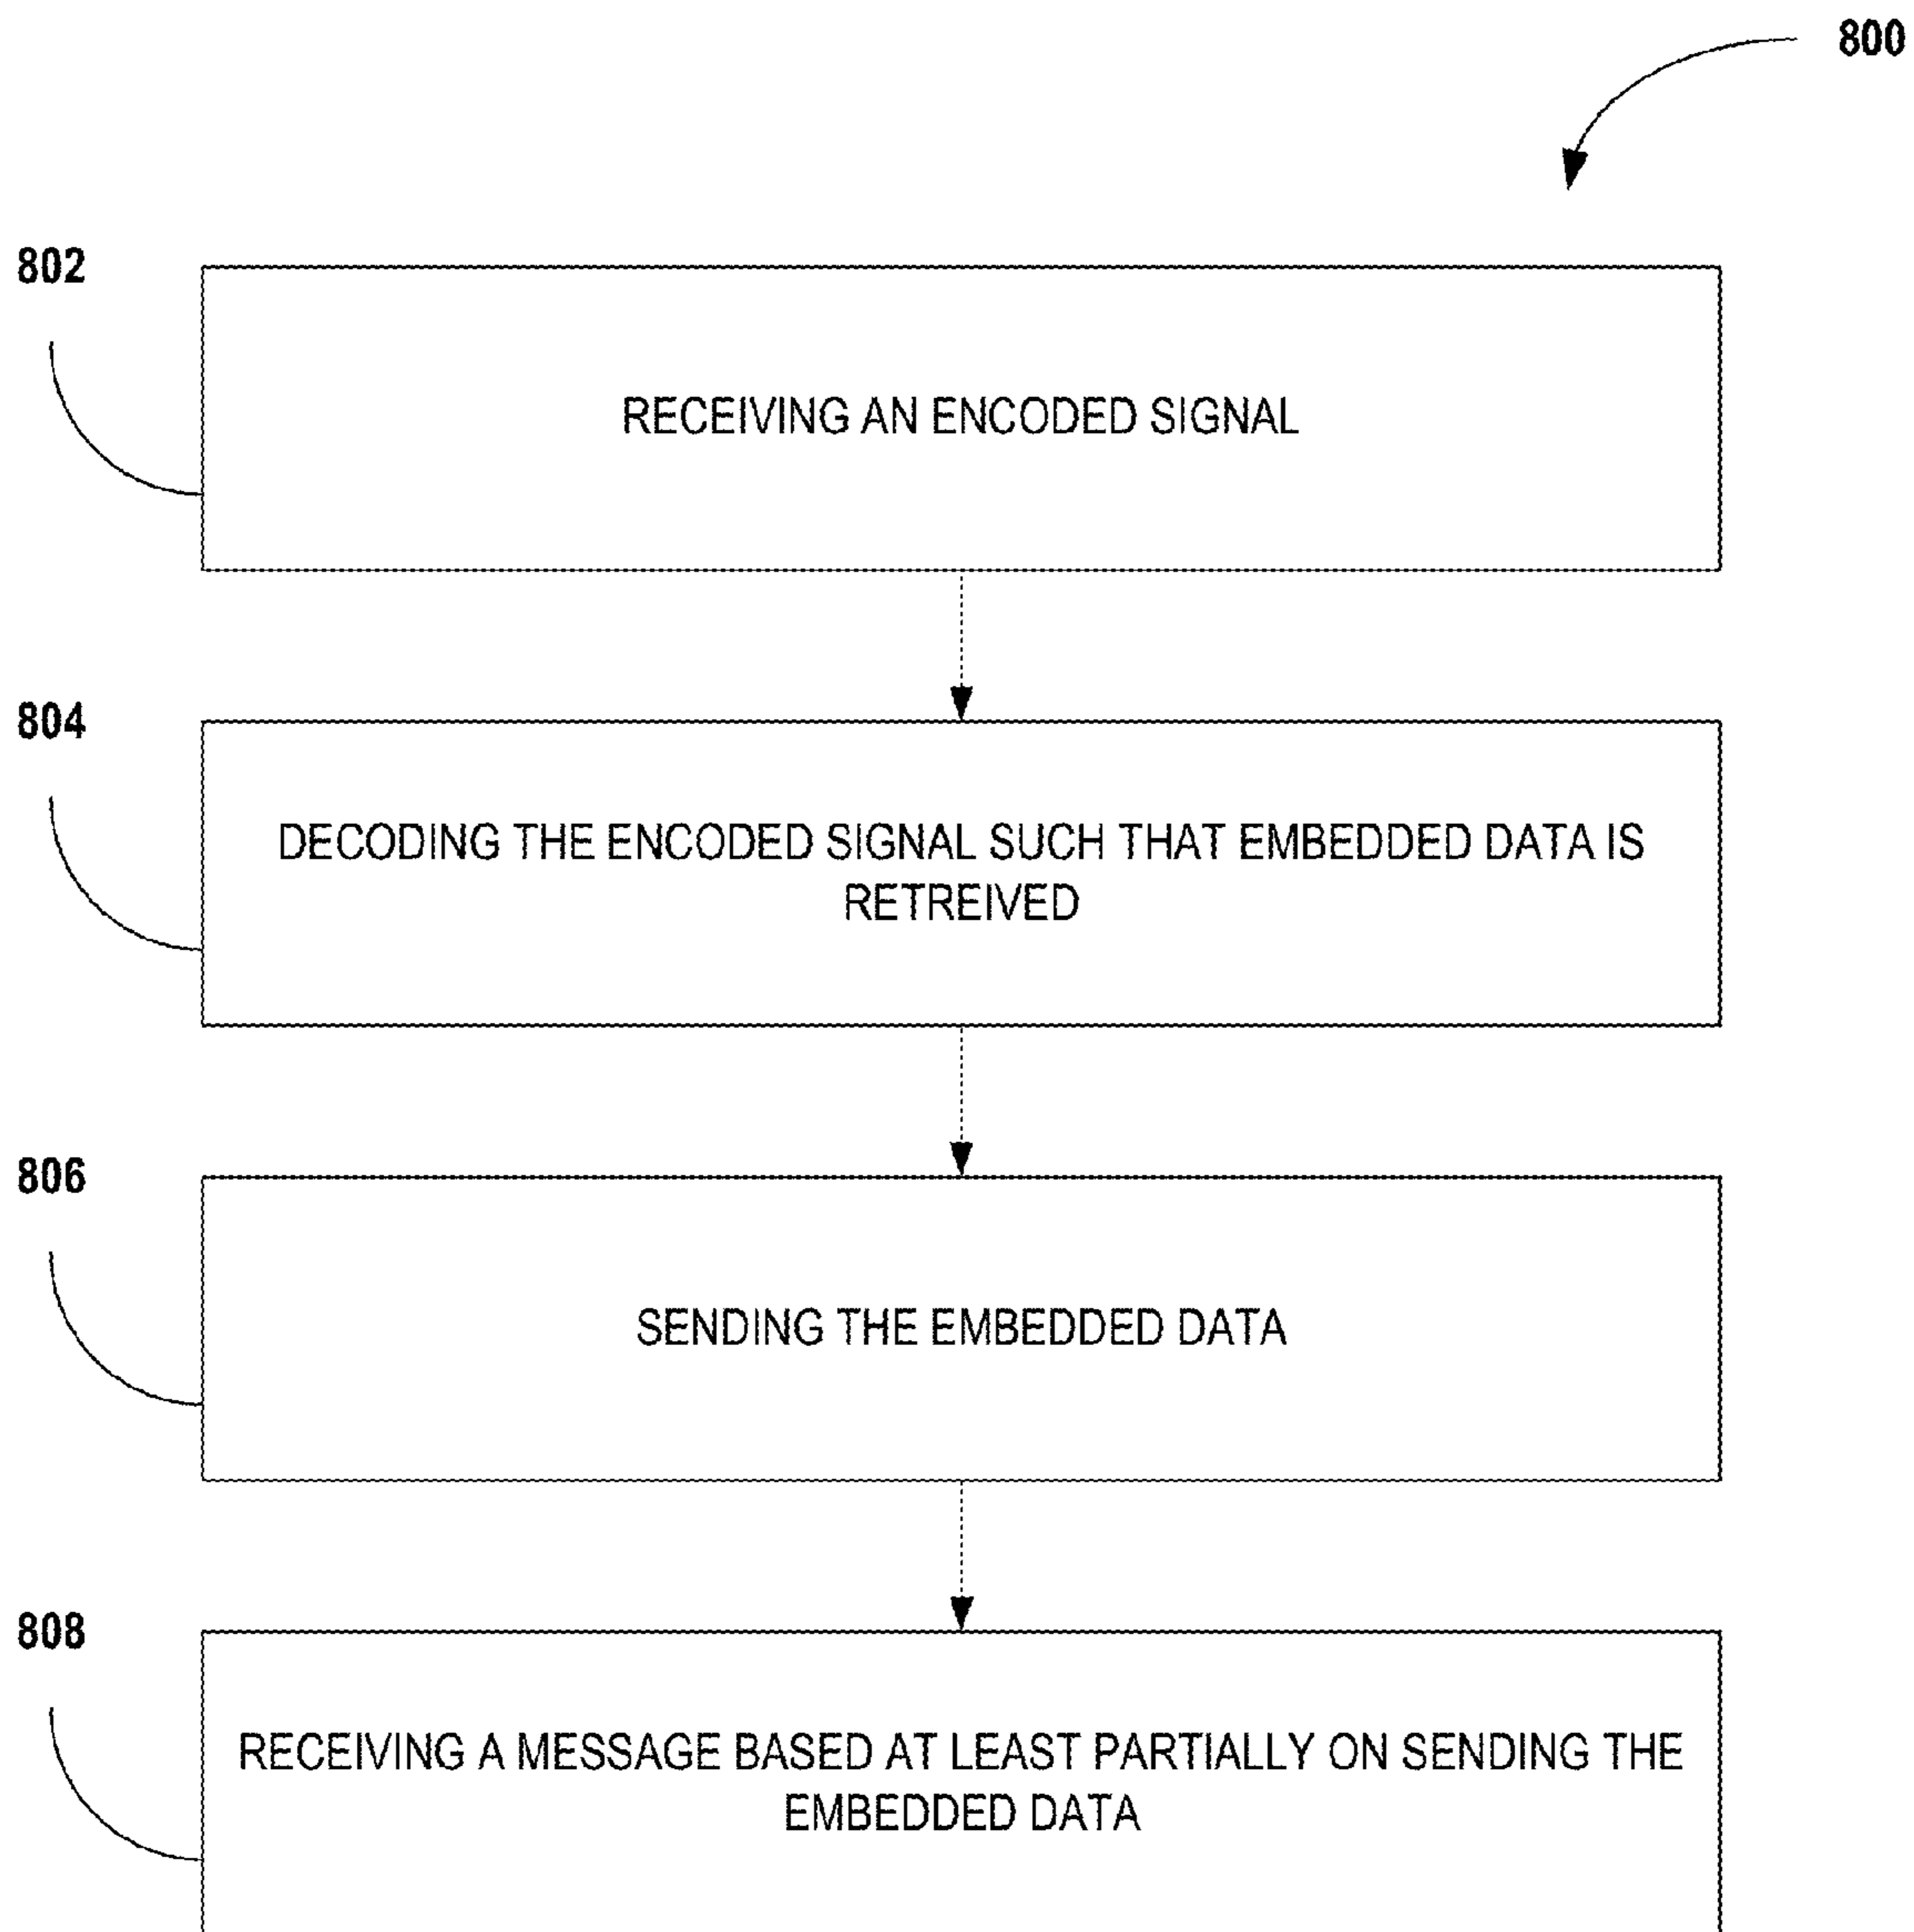 800
802
RECEIVING AN ENCODED SIGNAL
804
DECODING THE ENCODED SIGNAL SUCH THAT EMBEDDED DATA IS
RETREIVED
806
SENDING THE EMBEDDED DATA
808
RECEIVING A MESSAGE BASED AT LEAST PARTIALLY ON SENDING THE
EMBEDDED DATA